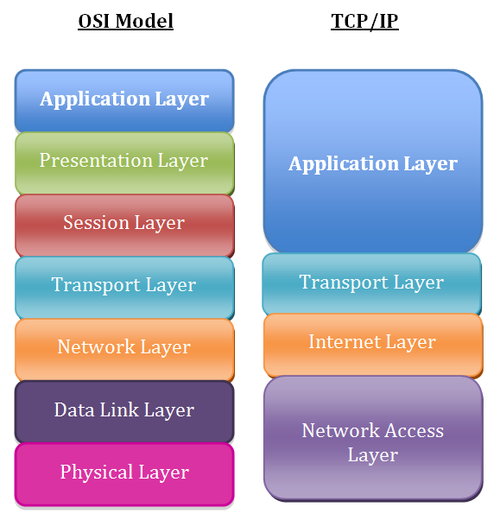 OSI Model
TCP/IP
Application Layer
Presentation Layer
Session Layer
Transport Layer
Network Layer
Data Link Layer
Physical Layer
Application Layer
Transport Layer
Internet Layer
Network Access
Layer